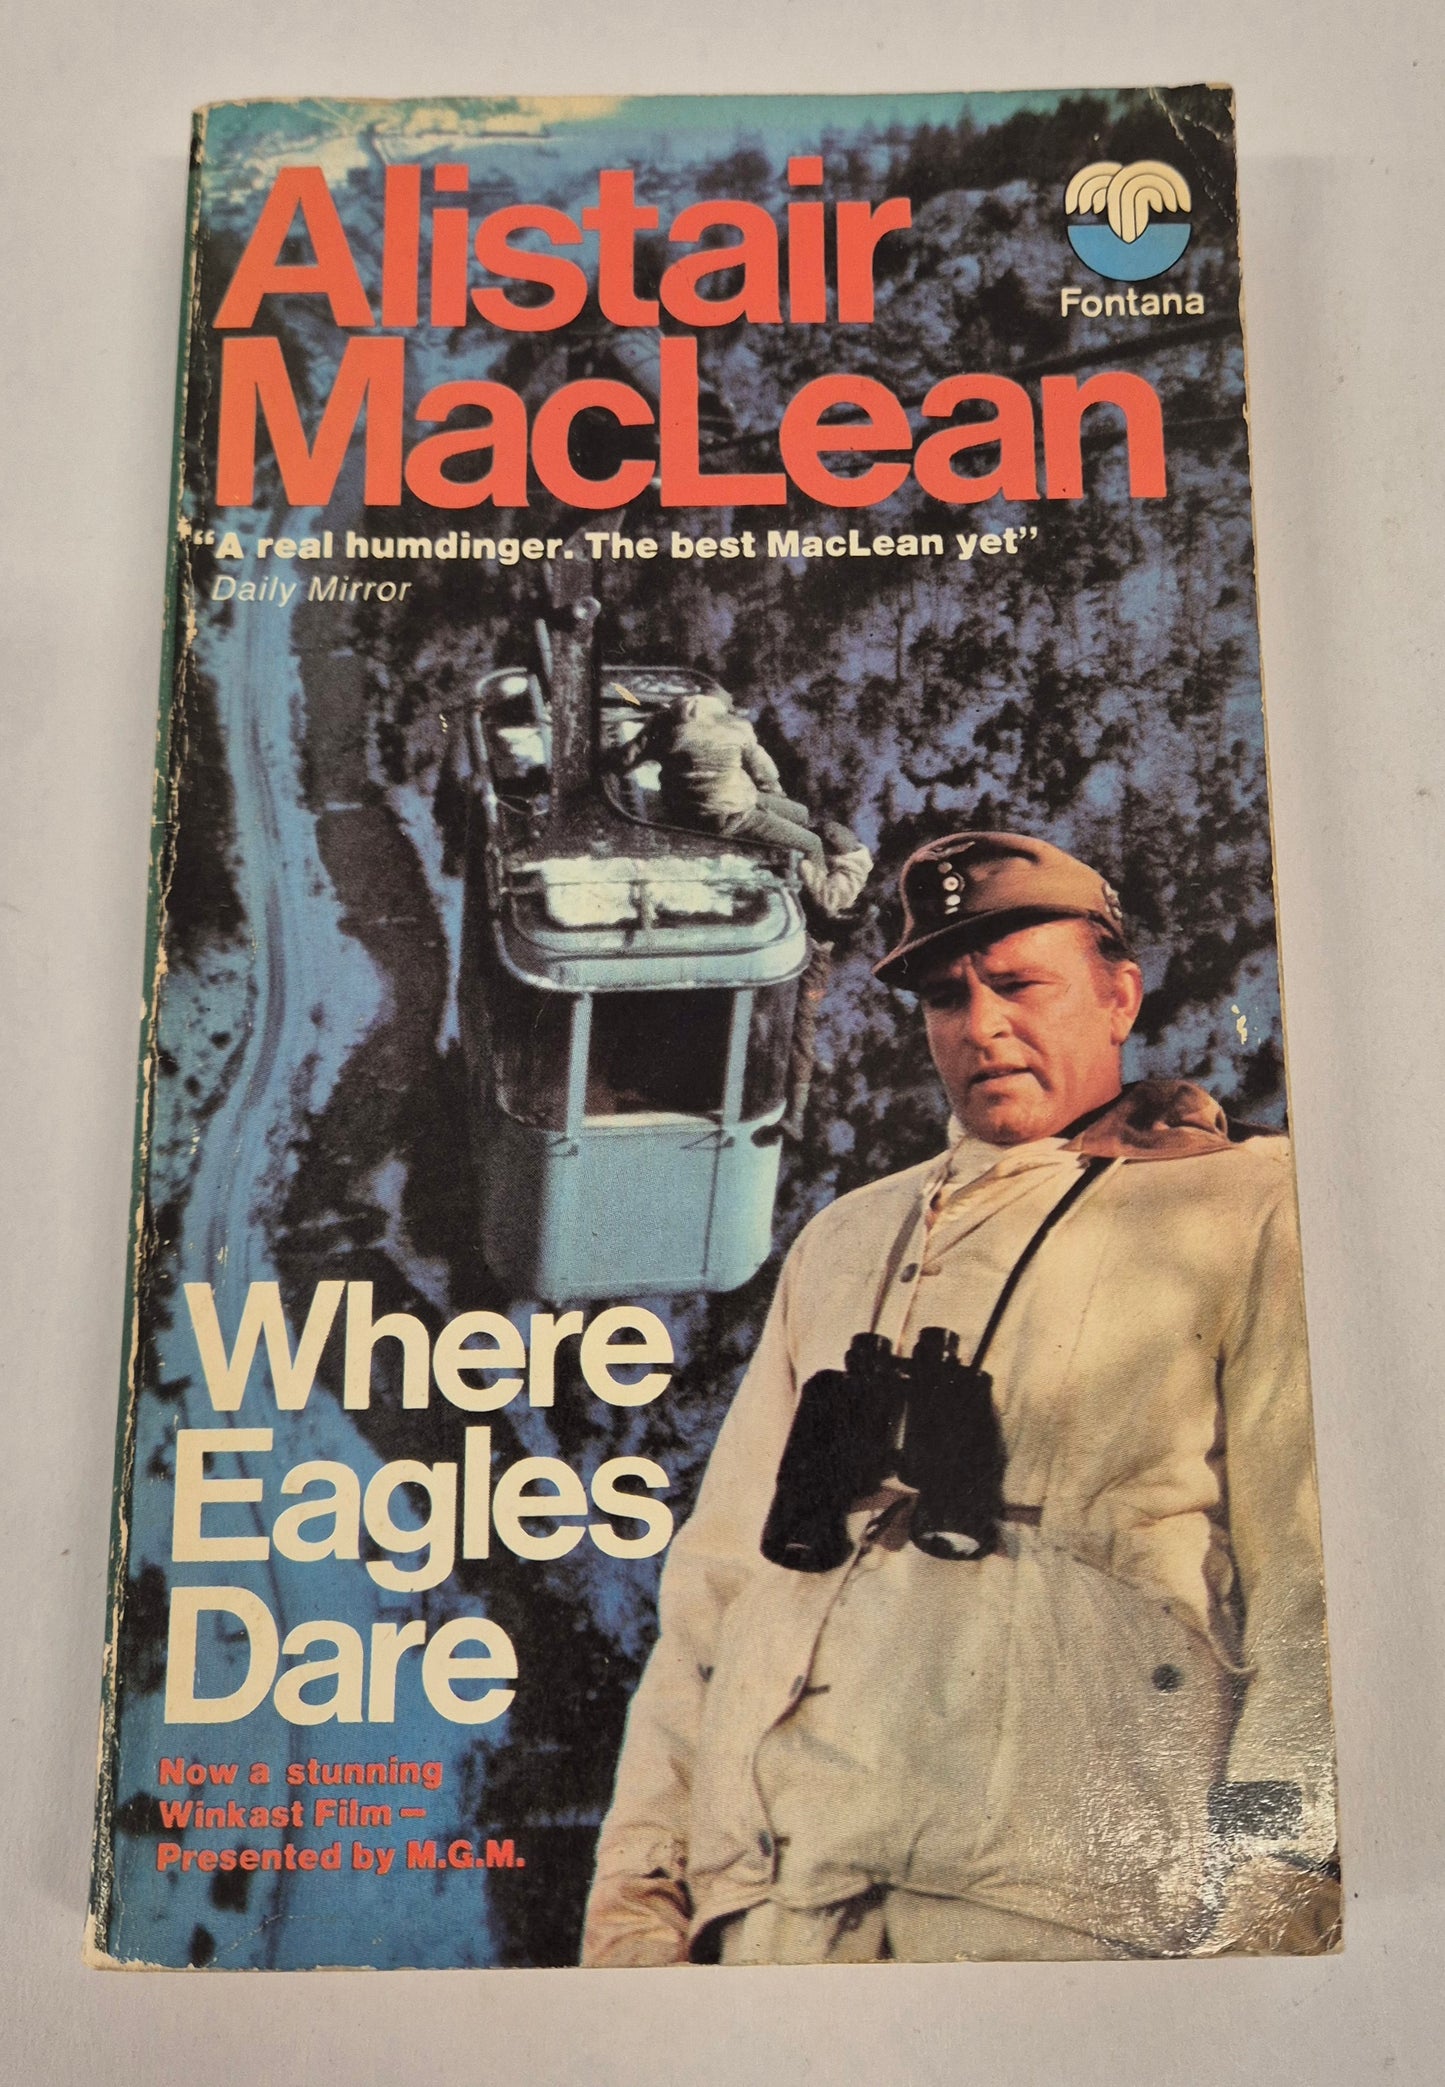 Alistair
Fontana
MacLean
“A real humdinger. The best MacLean yet”
Daily Mirror
Where
Eagles
Dare
Now a stunning
Winkast Film –
Presented by M.G.M.